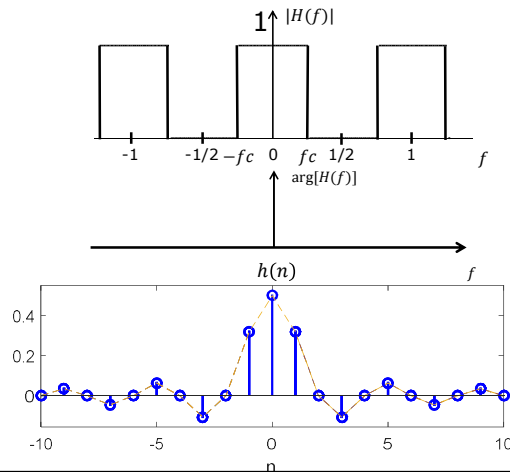 1 |H(f)|
-1 -1/2 −fc 0 fc 1/2 1 f
arg[H(f)]
h(n) f
0.4
0.2
0
-10 -5 0 5 10
n